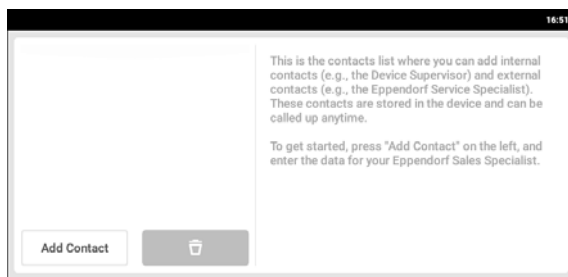 16:51
This is the contacts list where you can add internal
contacts (e.g., the Device Supervisor) and external
contacts (e.g., the Eppendorf Service Specialist).
These contacts are stored in the device and can be
called up anytime.
To get started, press "Add Contact" on the left, and
enter the data for your Eppendorf Sales Specialist.
Add Contact